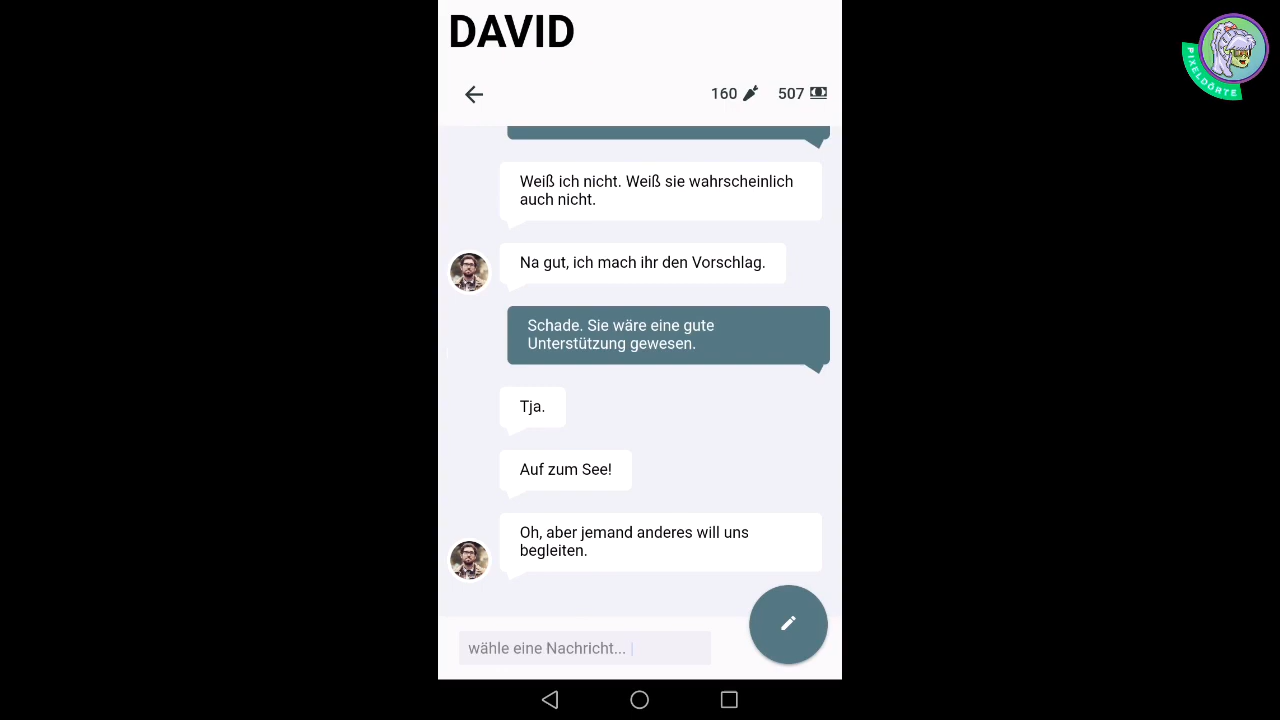 DAVID
160
507
Weiß ich nicht. Weiß sie wahrscheinlich
auch nicht.
Na gut, ich mach ihr den Vorschlag.
Schade. Sie wäre eine gute
Unterstützung gewesen.
Tja.
Auf zum See!
Oh, aber jemand anderes will uns
begleiten.
wähle eine Nachricht...
PIXELDÖRTE